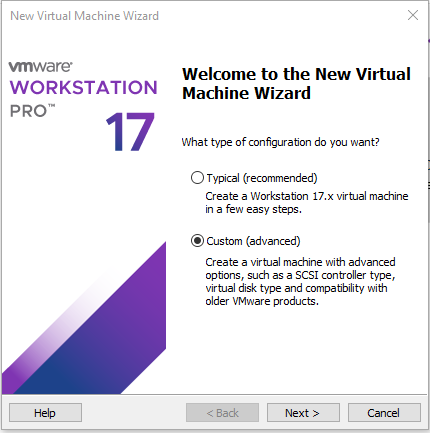 New Virtual Machine Wizard
vmware®
WORKSTATION
PRO™
17
Welcome to the New Virtual
Machine Wizard
What type of configuration do you want?
Typical (recommended)
Create a Workstation 17.x virtual machine
in a few easy steps.
Custom (advanced)
Create a virtual machine with advanced
options, such as a SCSI controller type,
virtual disk type and compatibility with
older VMware products.
Help
< Back
Next >
Cancel